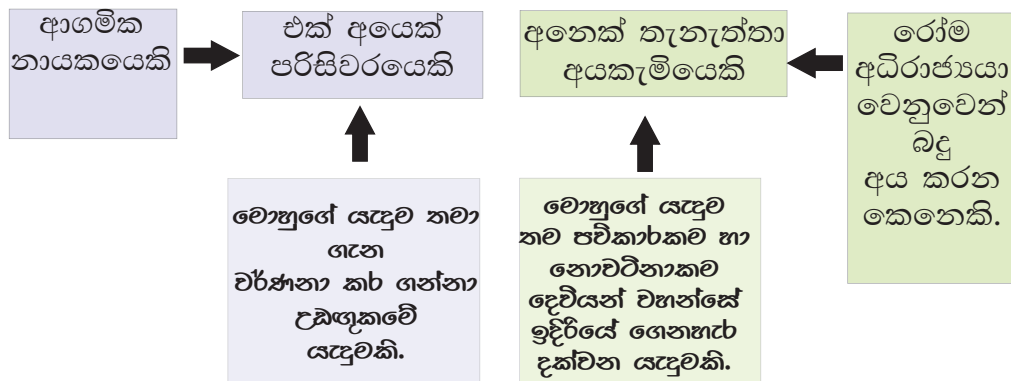 ආගමික
නායකයෙකි
එක් අයෙක්
පරිසිවරයෙකි
අනෙක් තැනැත්තා
අයකැමියෙකි
රෝම
අධිරාජ්‍යයා
වෙනුවෙන්
බදු
අය කරන
කෙනෙකි.
මොහුගේ යැදුම තමා
ගැන
වර්ණනා කර ගන්නා
උඩඟුකමේ
යැදුමකි.
මොහුගේ යැදුම
තම පව්කාරකම හා
නොවටිනාකම
දෙවියන් වහන්සේ
ඉදිරියේ ගෙනහැර
දක්වන යැදුමකි.